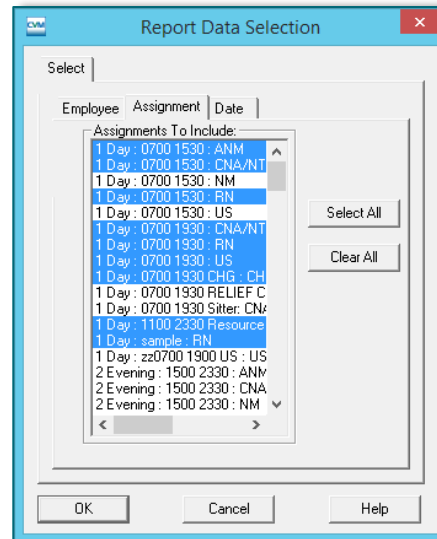 CVM Report Data Selection ×
Select
Employee Assignment Date
Assignments To Include:
1 Day : 0700 1530 : ANM
1 Day : 0700 1530 : CNA/NT
1 Day : 0700 1530 : NM
1 Day : 0700 1530 : RN
1 Day : 0700 1530 : US
1 Day : 0700 1930 : CNA/NT
1 Day : 0700 1930 : RN
1 Day : 0700 1930 : US
1 Day : 0700 1930 CHG : CH
1 Day : 0700 1930 RELIEF C
1 Day : 0700 1930 Sitter: CNA
1 Day : 1100 2330 Resource
1 Day : sample : RN
1 Day : zz0700 1900 US : US
2 Evening : 1500 2330 : ANM
2 Evening : 1500 2330 : CNA
2 Evening : 1500 2330 : NM
Select All
Clear All
OK Cancel Help